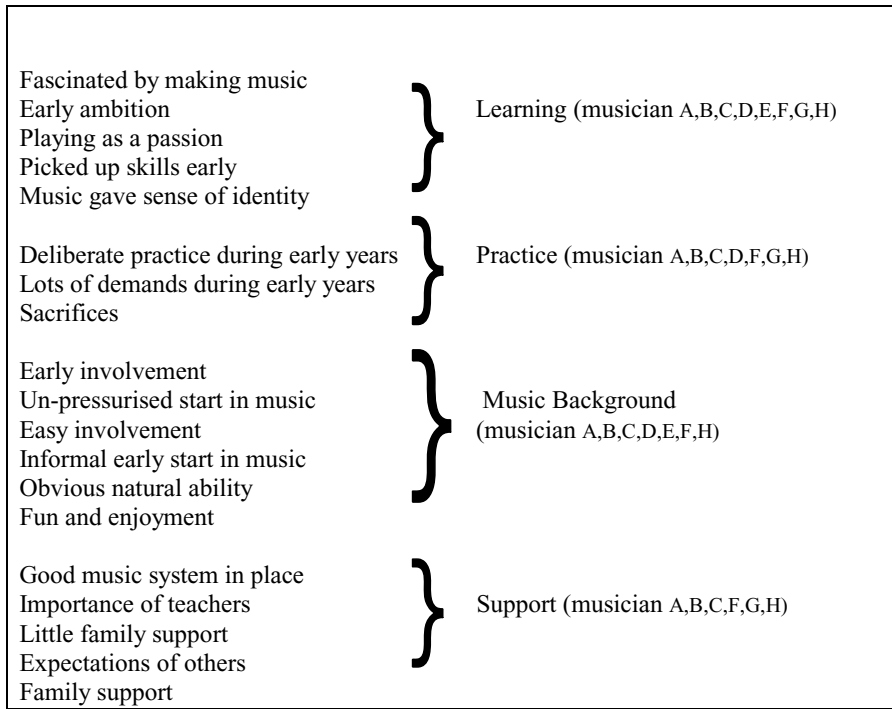 Fascinated by making music
Early ambition
Playing as a passion
Picked up skills early
Music gave sense of identity
Learning (musician A,B,C,D,E,F,G,H)
Deliberate practice during early years
Lots of demands during early years
Sacrifices
Practice (musician A,B,C,D,F,G,H)
Early involvement
Un-pressurised start in music
Easy involvement
Informal early start in music
Obvious natural ability
Fun and enjoyment
Music Background
(musician A,B,C,D,E,F,H)
Good music system in place
Importance of teachers
Little family support
Expectations of others
Family support
Support (musician A,B,C,F,G,H)